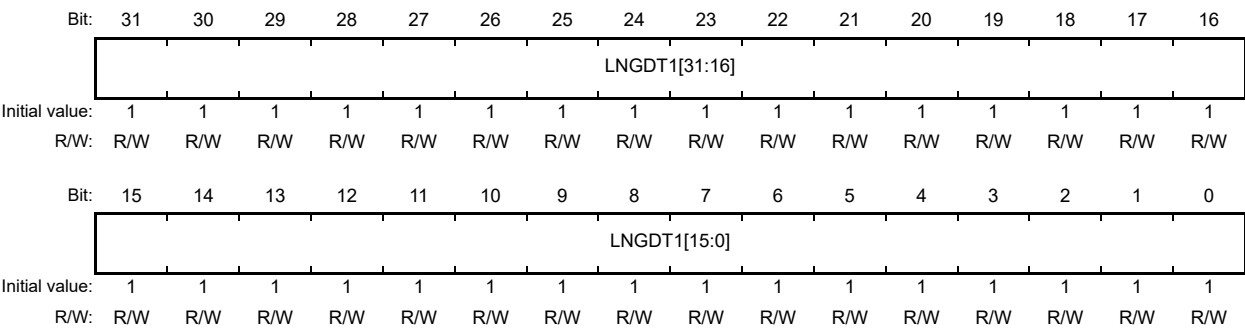 Bit: 31 30 29 28 27 26 25 24 23 22 21 20 19 18 17 16
LNGDT1[31:16]
Initial value: 1 1 1 1 1 1 1 1 1 1 1 1 1 1 1 1
R/W: R/W R/W R/W R/W R/W R/W R/W R/W R/W R/W R/W R/W R/W R/W R/W R/W
Bit: 15 14 13 12 11 10 9 8 7 6 5 4 3 2 1 0
LNGDT1[15:0]
Initial value: 1 1 1 1 1 1 1 1 1 1 1 1 1 1 1 1
R/W: R/W R/W R/W R/W R/W R/W R/W R/W R/W R/W R/W R/W R/W R/W R/W R/W